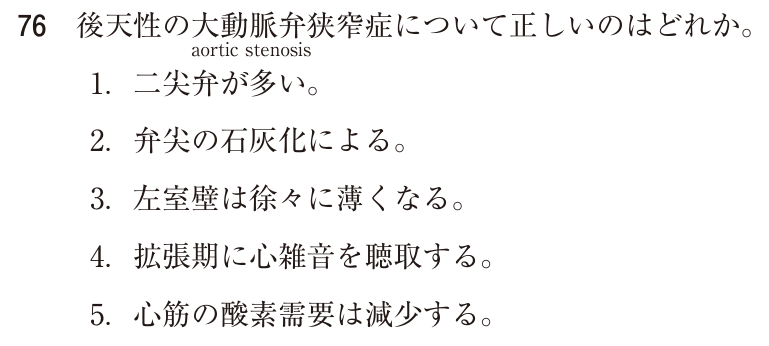 76 後天性の大動脈弁狭窄症について正しいのはどれか。
aortic stenosis
1. 二尖弁が多い。
2. 弁尖の石灰化による。
3. 左室壁は徐々に薄くなる。
4. 拡張期に心雑音を聴取する。
5. 心筋の酸素需要は減少する。